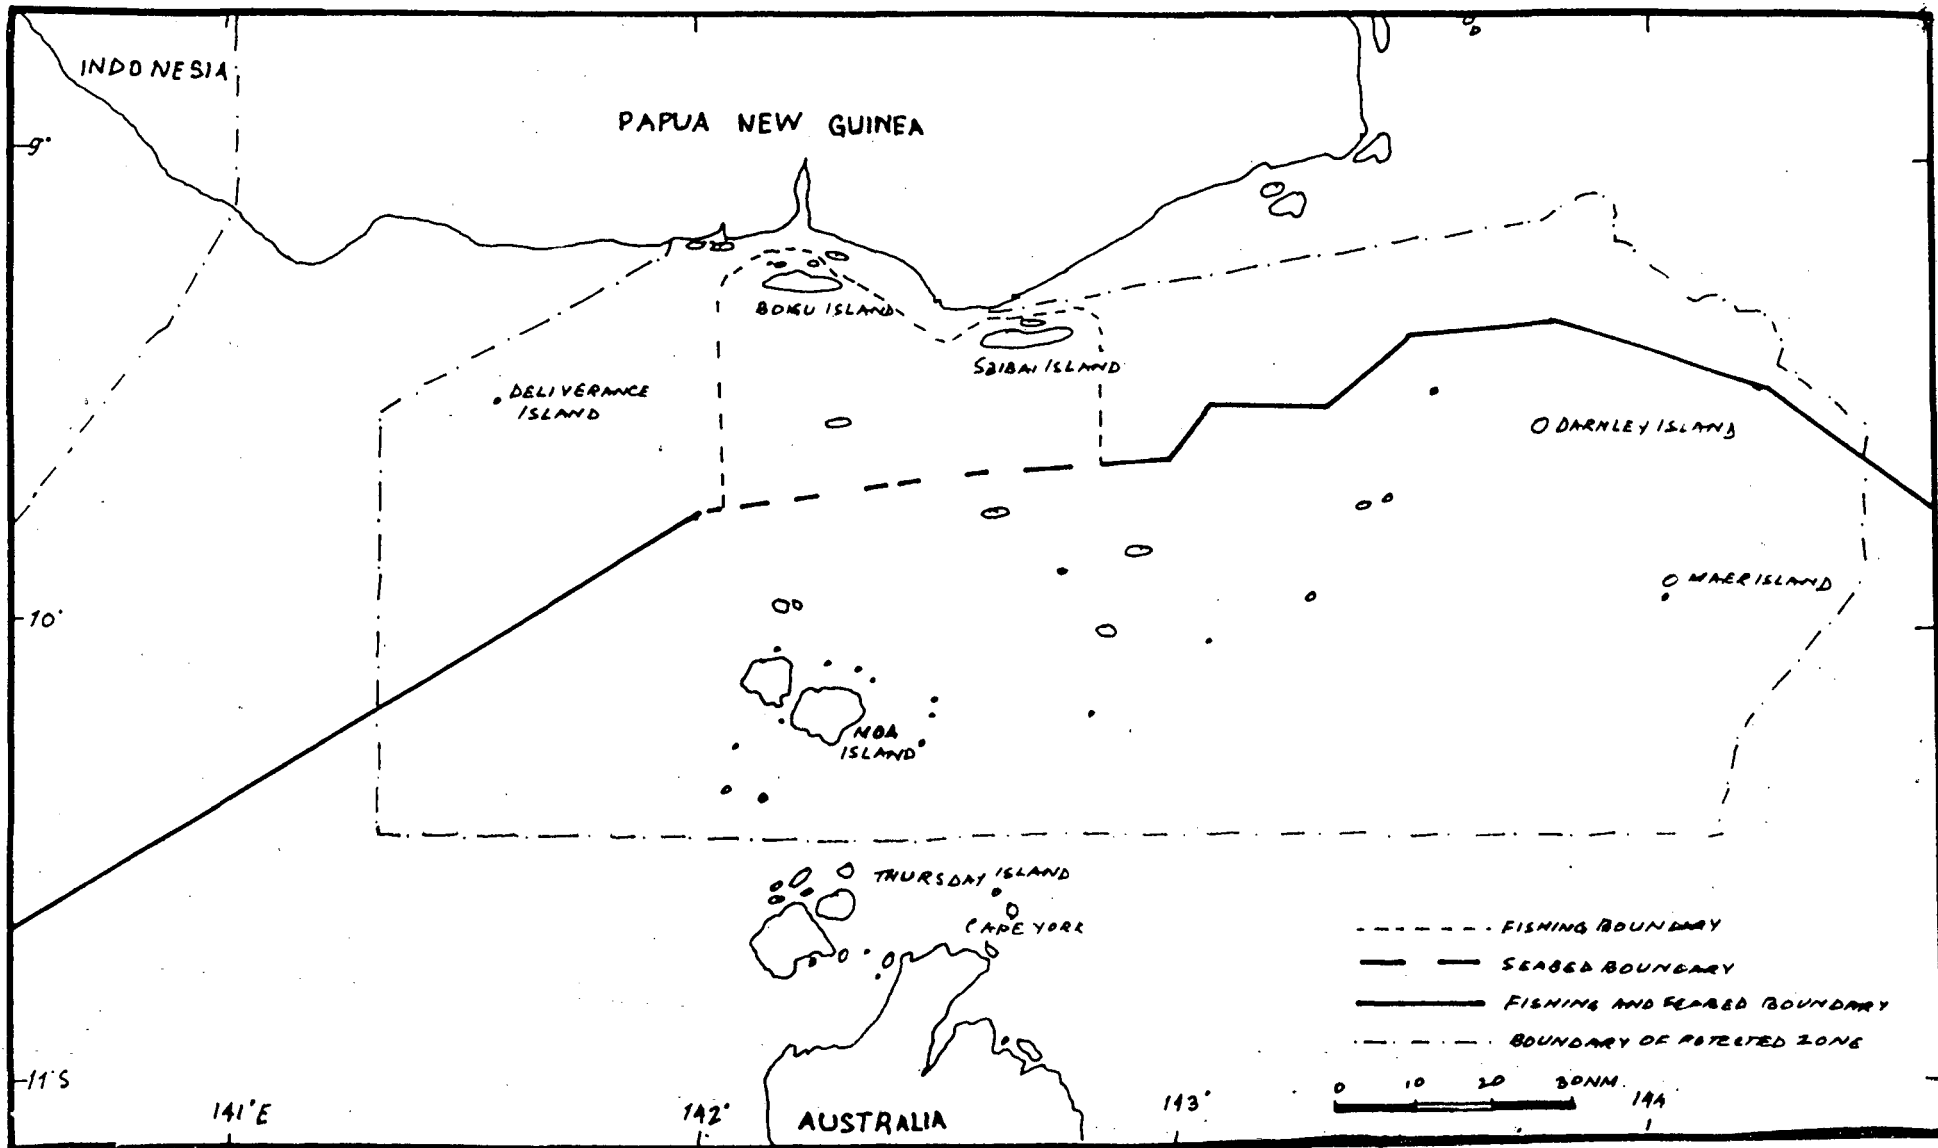 INDONESIA
PAPUA NEW GUINEA
9°
BOIGU ISLAND
SAIBAI ISLAND
DELIVERANCE
ISLAND
DARNLEY ISLAND
MAER ISLAND
10°
MOA
ISLAND
THURSDAY ISLAND
CAPE YORK
FISHING BOUNDARY
SEABED BOUNDARY
FISHING AND SEABED BOUNDARY
BOUNDARY OF POTECTED ZONE
11°S
0 10 20 30NM.
141°E
142°
143°
144
AUSTRALIA